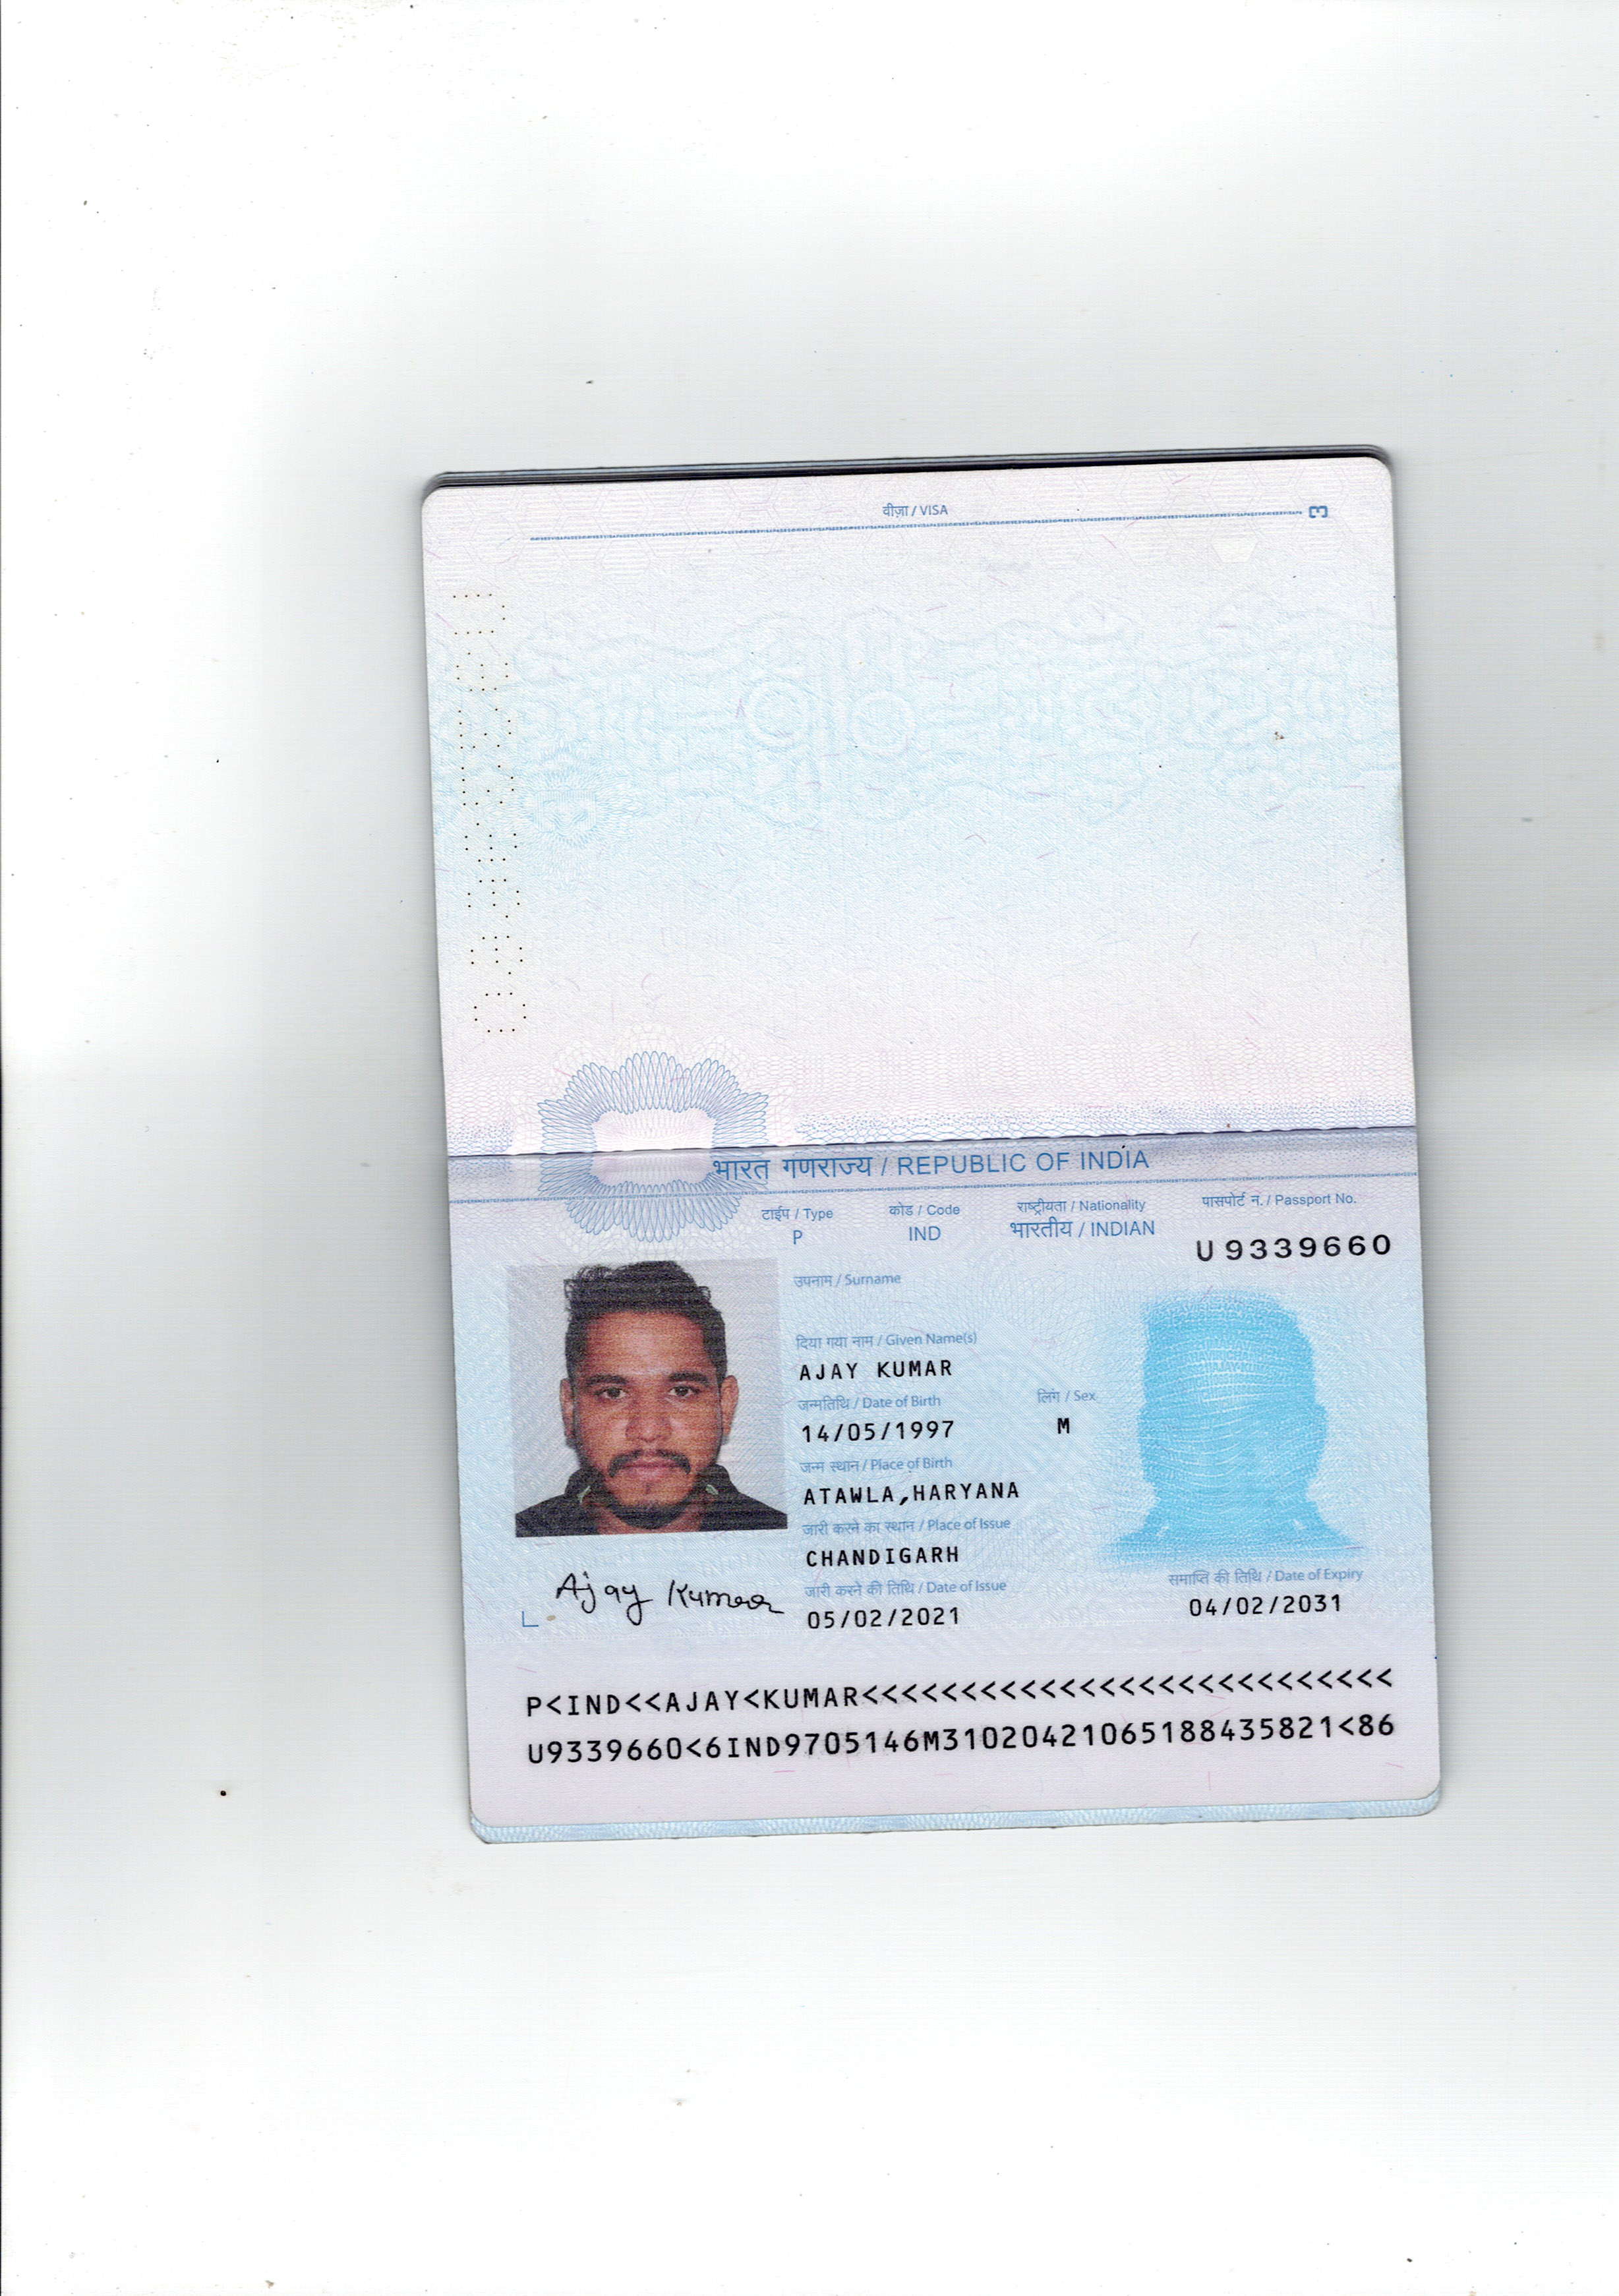 वीज़ा / VISA
3
भारत गणराज्य / REPUBLIC OF INDIA
टाईप / Type कोड / Code राष्ट्रीयता / Nationality पासपोर्ट न. / Passport No.
P IND भारतीय / INDIAN U9339660
उपनाम / Surname
दिया गया नाम / Given Name(s)
AJAY KUMAR
जन्मतिथि / Date of Birth लिंग / Sex
14/05/1997 M
जन्म स्थान / Place of Birth
ATAWLA,HARYANA
जारी करने का स्थान / Place of Issue
CHANDIGARH
जारी करने की तिथि / Date of Issue समाप्ति की तिथि / Date of Expiry
05/02/2021 04/02/2031
Ajay Kumar
P<IND<<AJAY<KUMAR<<<<<<<<<<<<<<<<<<<<<<<<<<<
U9339660<6IND9705146M3102042106518843582​1<86